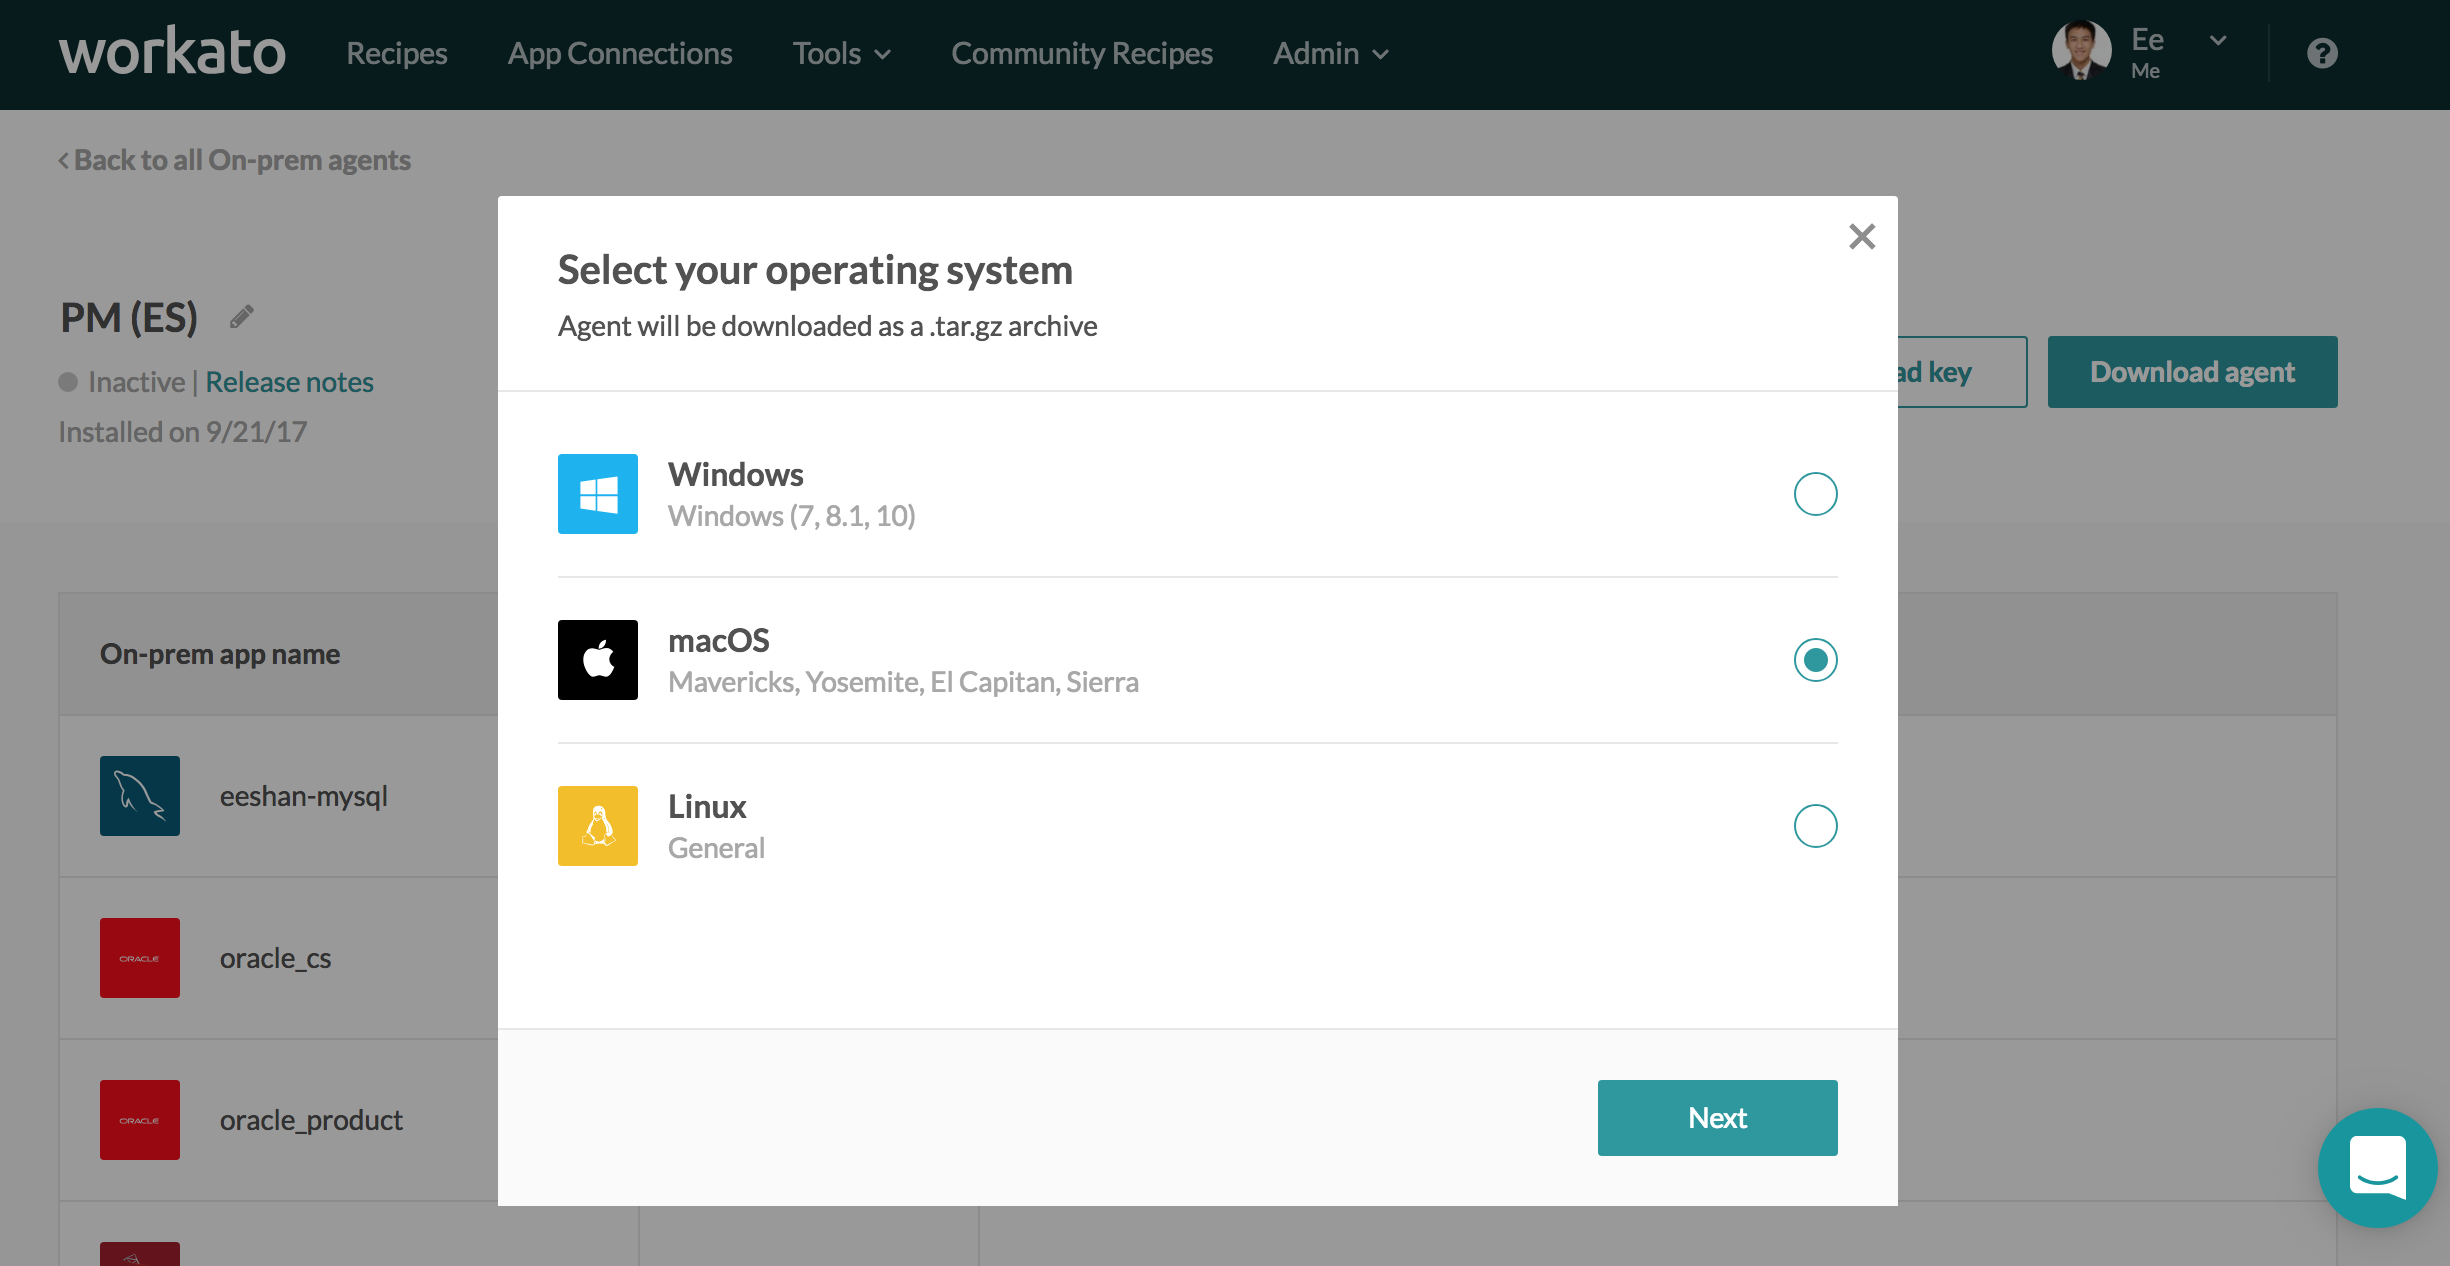 workato Recipes App Connections Tools Community Recipes Admin Ee
Me
Back to all On-prem agents
PM (ES)
Inactive | Release notes
Installed on 9/21/17
ad key Download agent
Select your operating system
Agent will be downloaded as a .tar.gz archive
Windows
Windows (7, 8.1, 10)
macOS
Mavericks, Yosemite, El Capitan, Sierra
Linux
General
Next
On-prem app name
eeshan-mysql
ORACLE oracle_cs
ORACLE oracle_product